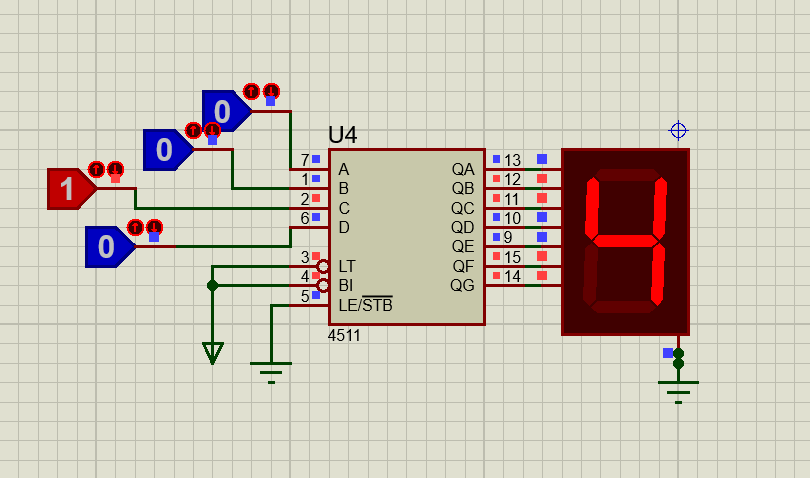 0
0
1
0
U4
7 A QA 13
1 B QB 12
2 C QC 11
6 D QD 10
QE 9
3 LT QF 15
4 BI QG 14
5 LE/STB
4511
4